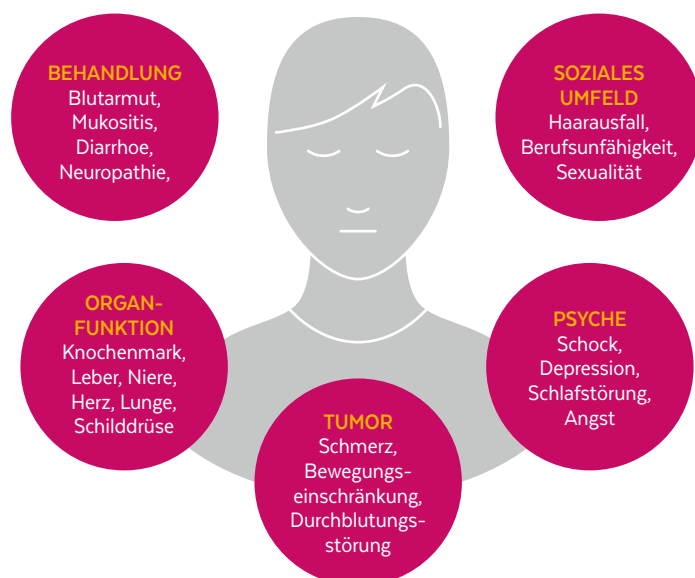 BEHANDLUNG
Blutarmut,
Mukositis,
Diarrhoe,
Neuropathie,
SOZIALES
UMFELD
Haarausfall,
Berufsunfähigkeit,
Sexualität
ORGAN-
FUNKTION
Knochenmark,
Leber, Niere,
Herz, Lunge,
Schilddrüse
PSYCHE
Schock,
Depression,
Schlafstörung,
Angst
TUMOR
Schmerz,
Bewegungs-
einschränkung,
Durchblutungs-
störung